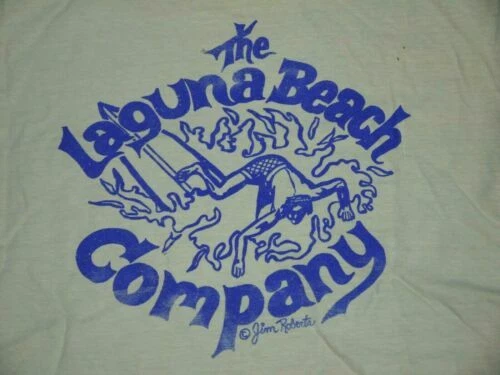 The
Laguna Beach
Company
© Jim Roberts